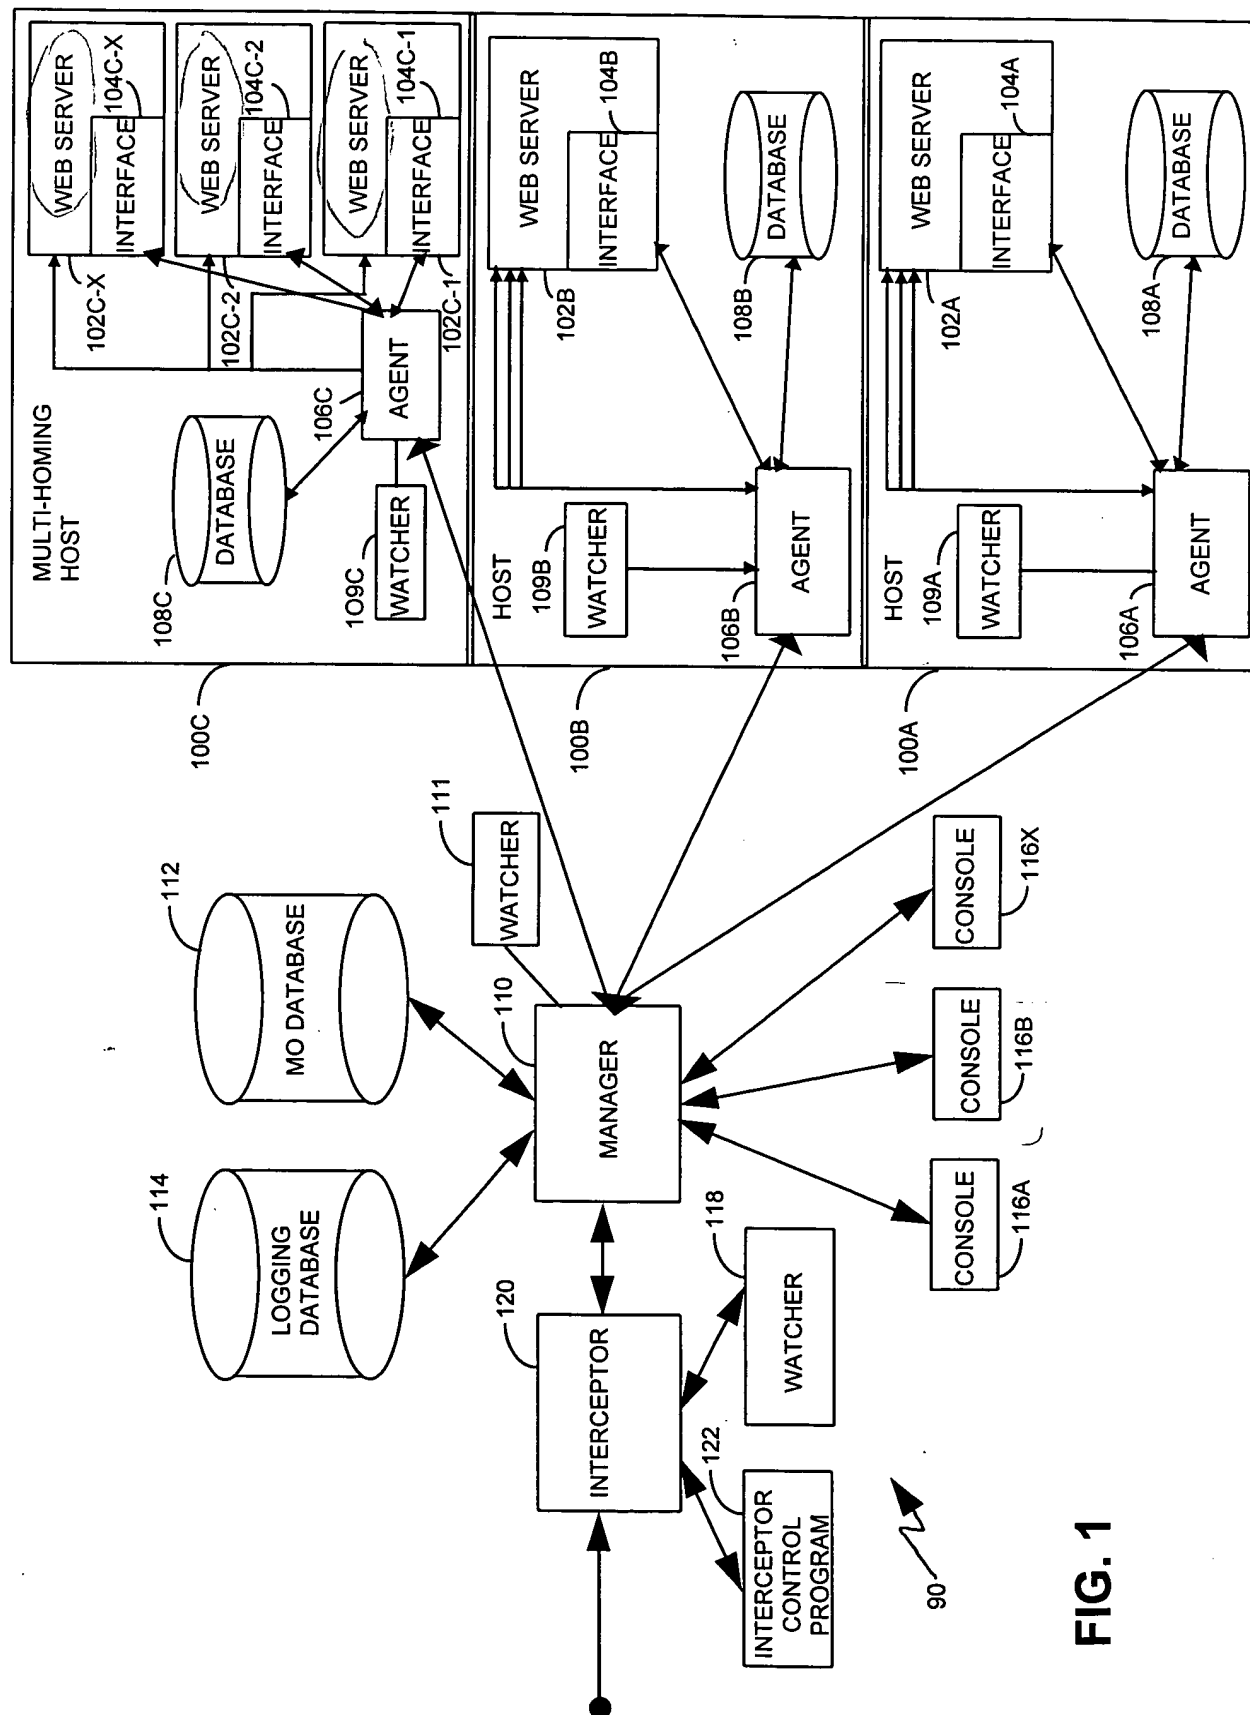 MULTI-HOMING
HOST
108C
DATABASE
109C
WATCHER
106C
AGENT
102C-X
WEB SERVER
INTERFACE
104C-X
102C-2
WEB SERVER
INTERFACE
104C-2
102C-1
WEB SERVER
INTERFACE
104C-1
100C
HOST
109B
WATCHER
106B
AGENT
102B
WEB SERVER
INTERFACE
104B
108B
DATABASE
100B
HOST
109A
WATCHER
106A
AGENT
102A
WEB SERVER
INTERFACE
104A
108A
DATABASE
100A
114
LOGGING
DATABASE
112
MO DATABASE
111
WATCHER
110
MANAGER
120
INTERCEPTOR
118
WATCHER
122
INTERCEPTOR
CONTROL
PROGRAM
CONSOLE
116A
CONSOLE
116B
CONSOLE
116X
90
FIG. 1